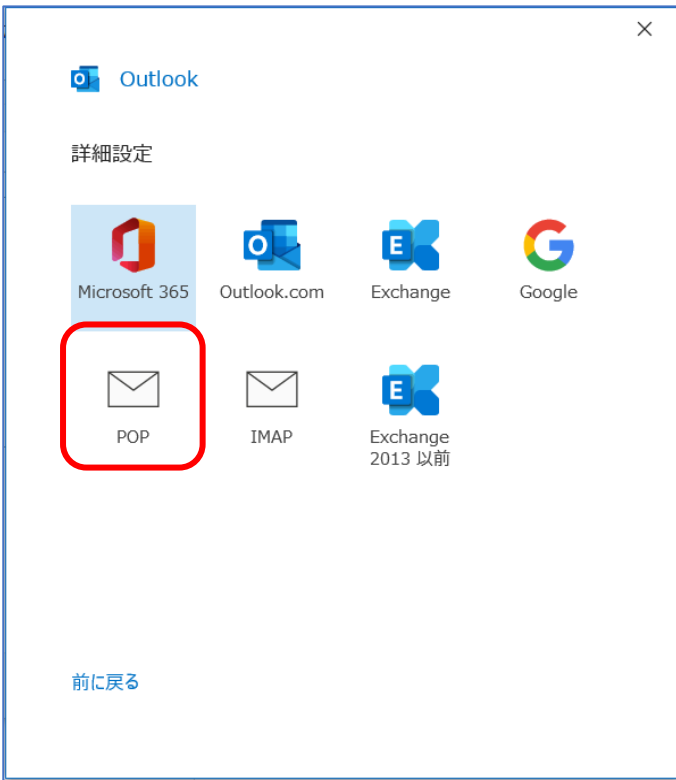 Outlook
詳細設定
Microsoft 365
Outlook.com
Exchange
Google
POP
IMAP
Exchange
2013 以前
前に戻る